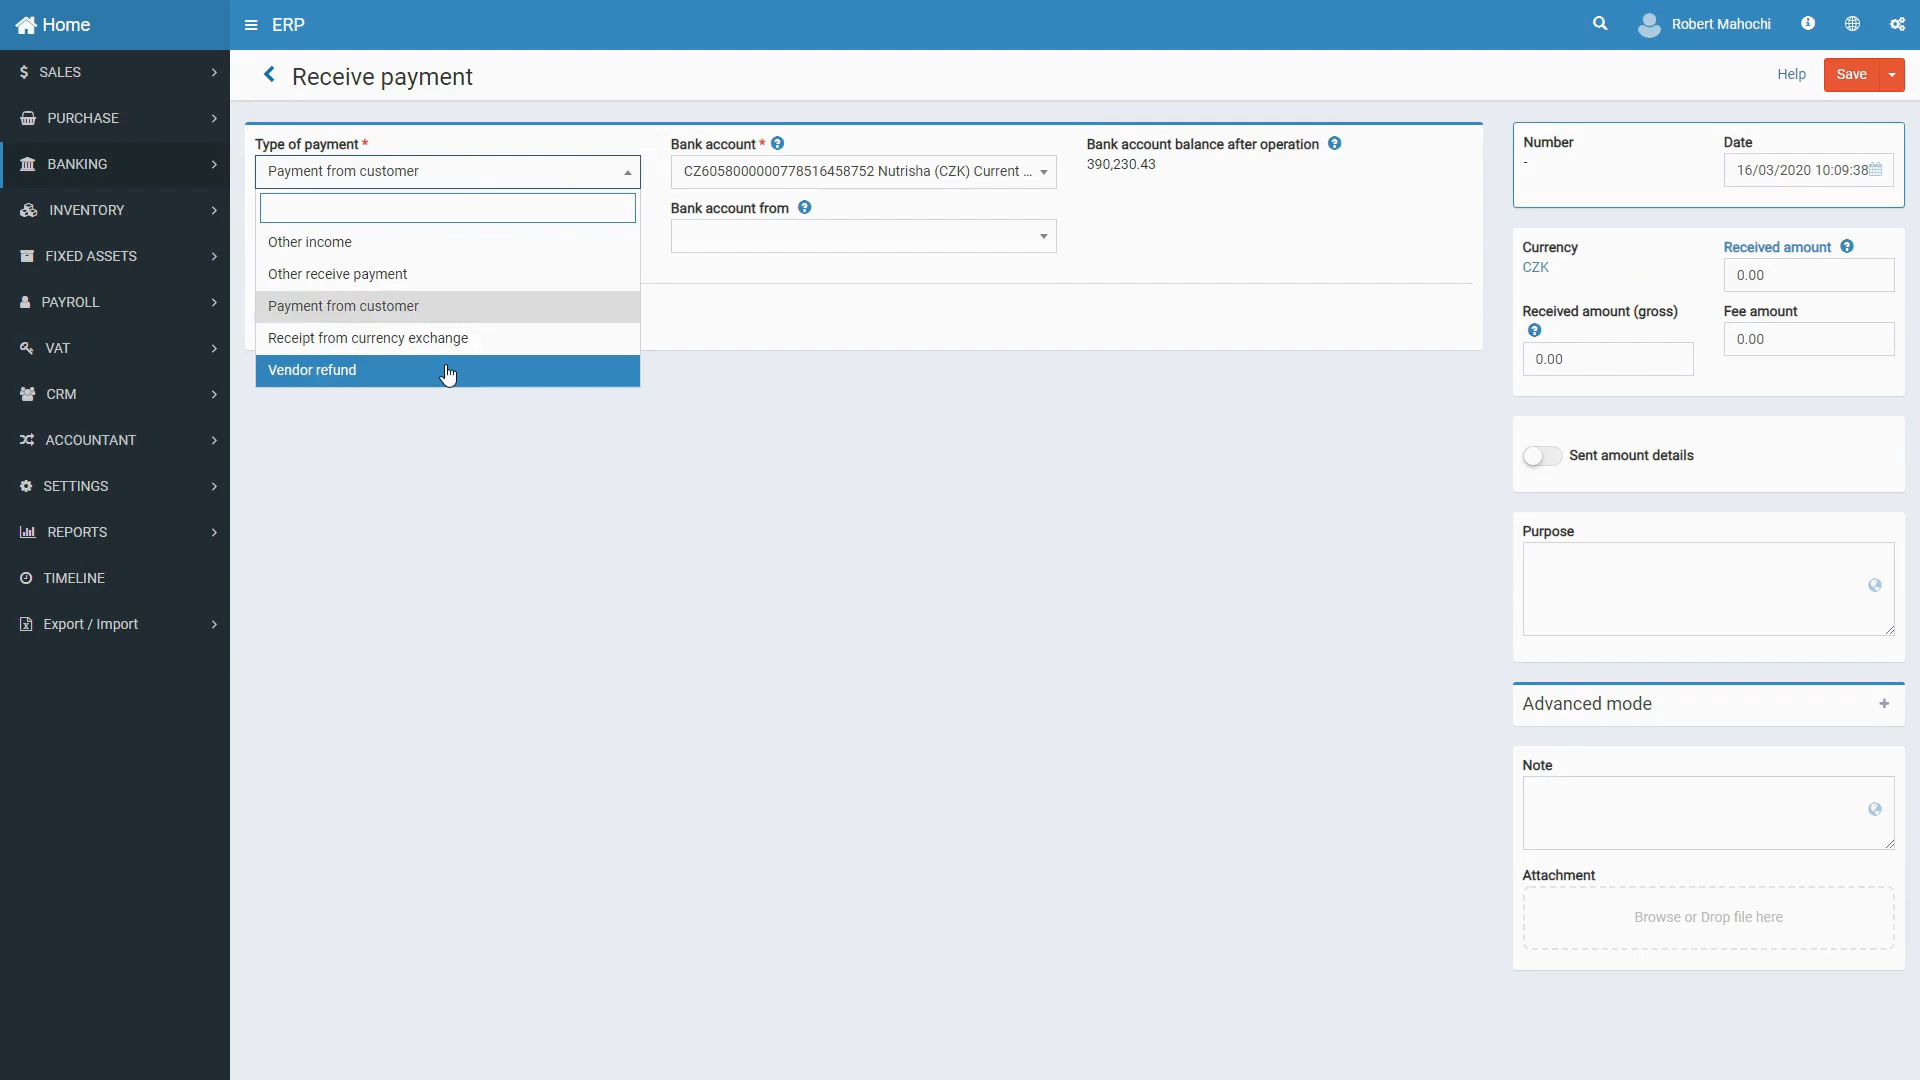 Home
ERP
Robert Mahochi
SALES
PURCHASE
BANKING
INVENTORY
FIXED ASSETS
PAYROLL
VAT
CRM
ACCOUNTANT
SETTINGS
REPORTS
TIMELINE
Export / Import
Receive payment
Help
Save
Type of payment *
Payment from customer
Other income
Other receive payment
Payment from customer
Receipt from currency exchange
Vendor refund
Bank account *
CZ6058000000778516458752 Nutrisha (CZK) Current ...
Bank account from
Bank account balance after operation
390,230.43
Number
-
Date
16/03/2020 10:09:38
Currency
CZK
Received amount
0.00
Received amount (gross)
0.00
Fee amount
0.00
Sent amount details
Purpose
Advanced mode
Note
Attachment
Browse or Drop file here